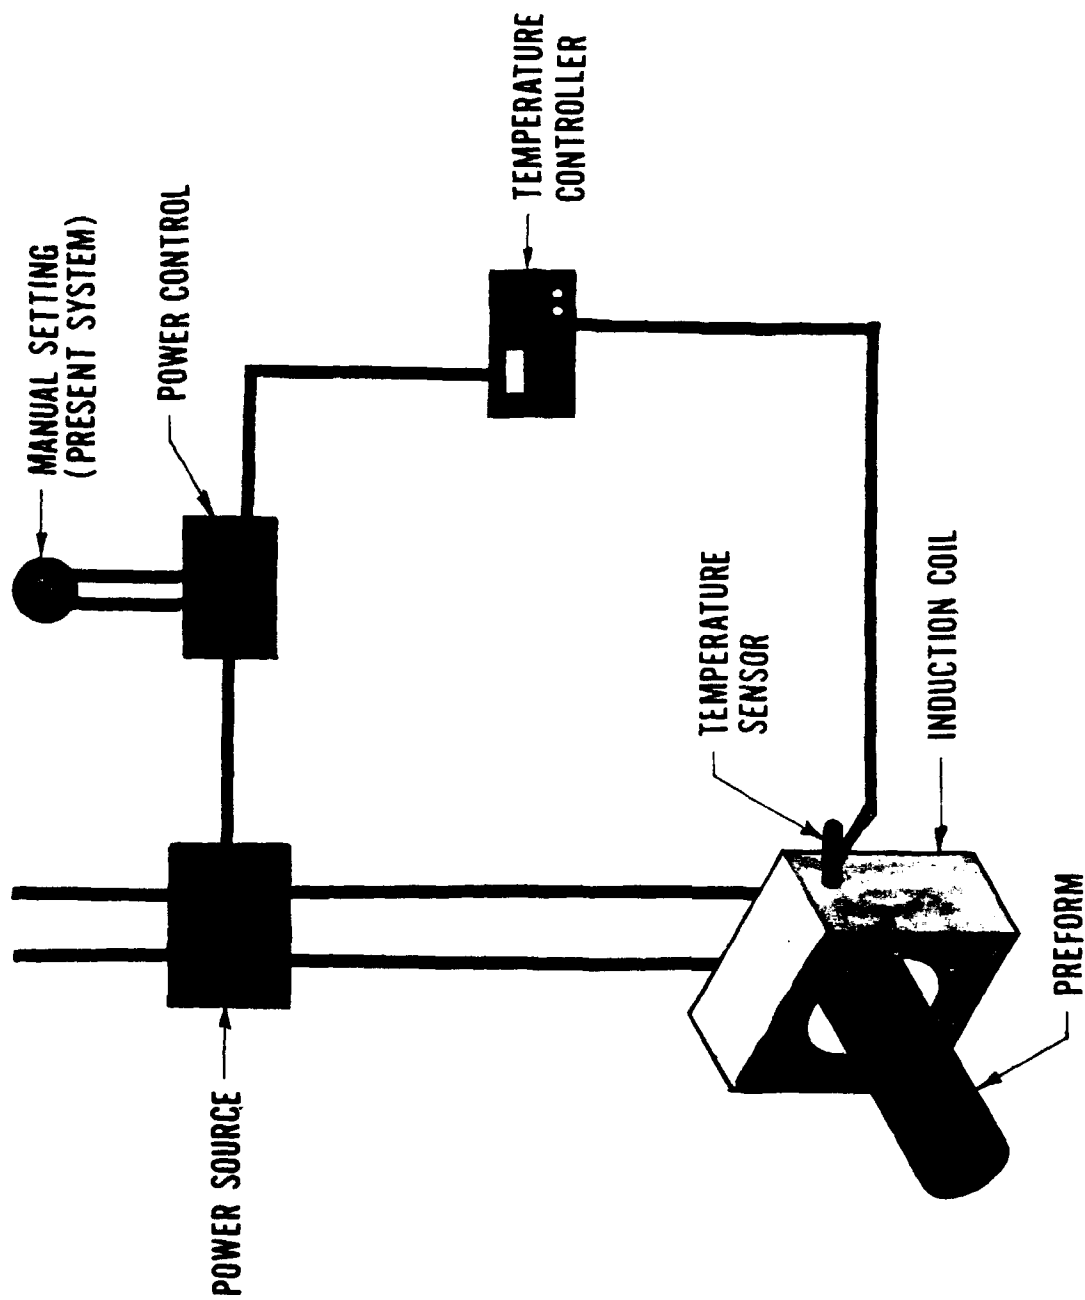 POWER SOURCE
MANUAL SETTING
(PRESENT SYSTEM)
POWER CONTROL
TEMPERATURE
CONTROLLER
TEMPERATURE
SENSOR
INDUCTION COIL
PREFORM